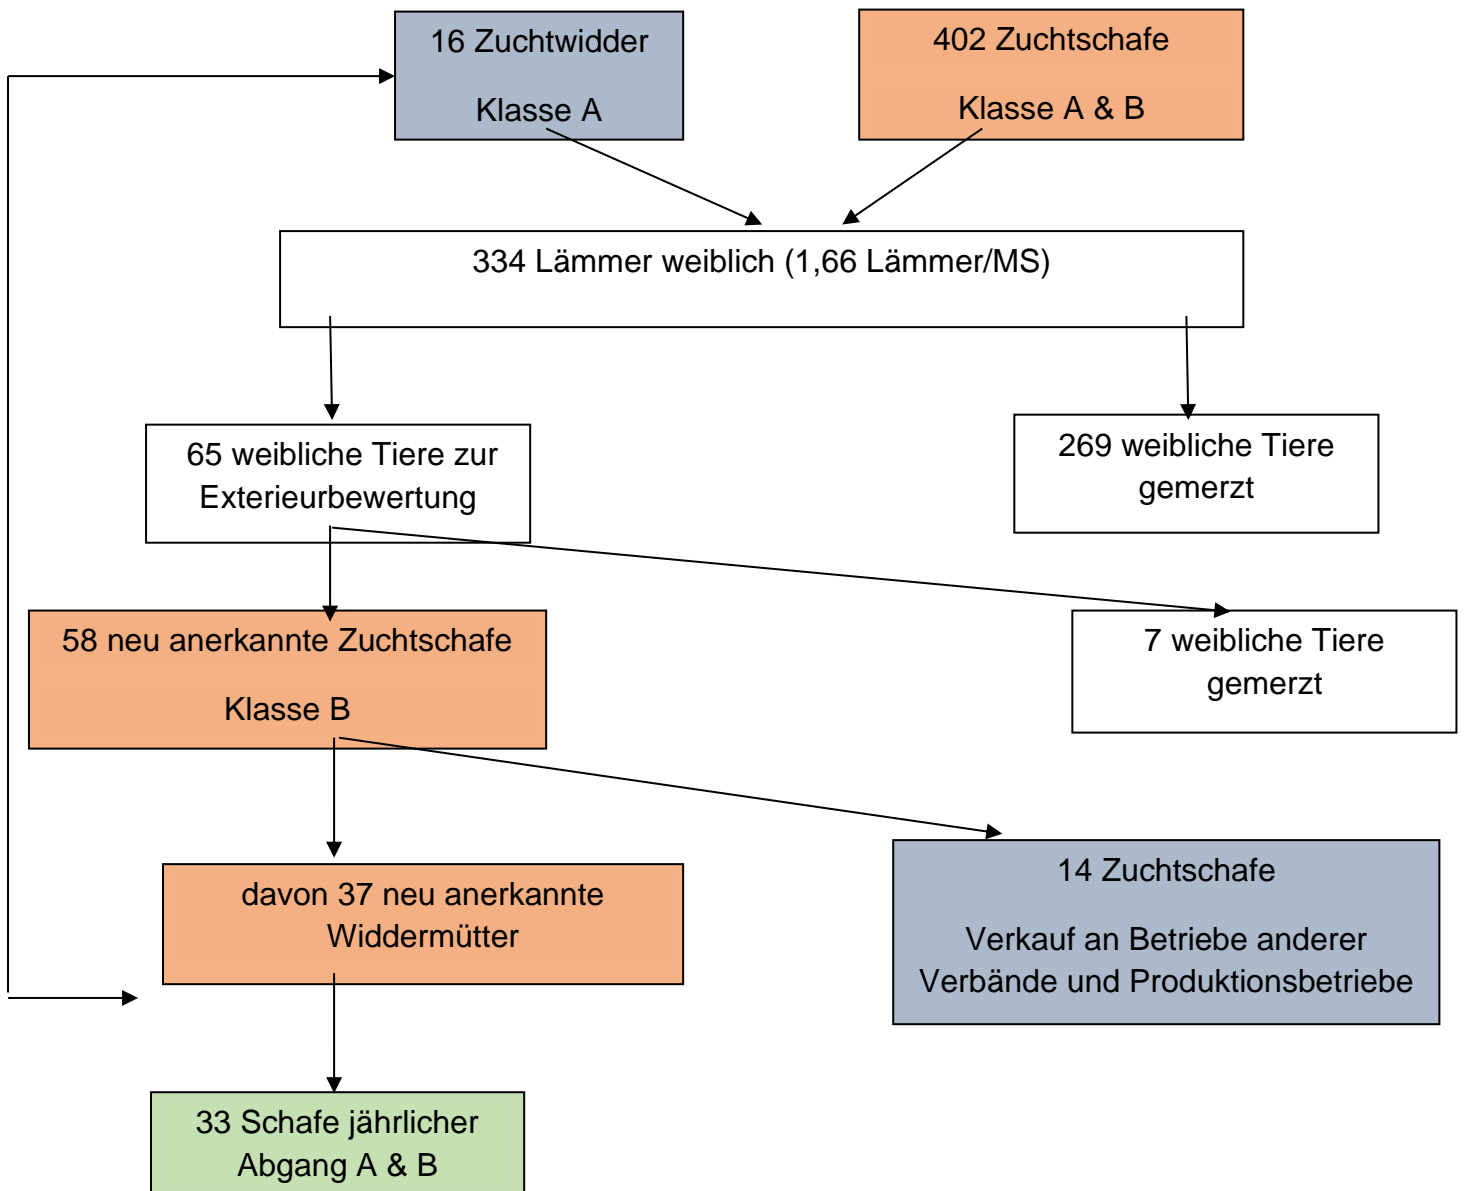 16 Zuchtwidder
Klasse A
402 Zuchtschafe
Klasse A & B
334 Lämmer weiblich (1,66 Lämmer/MS)
65 weibliche Tiere zur
Exterieurbewertung
269 weibliche Tiere
gemerzt
58 neu anerkannte Zuchtschafe
Klasse B
7 weibliche Tiere
gemerzt
davon 37 neu anerkannte
Widdermütter
14 Zuchtschafe
Verkauf an Betriebe anderer
Verbände und Produktionsbetriebe
33 Schafe jährlicher
Abgang A & B